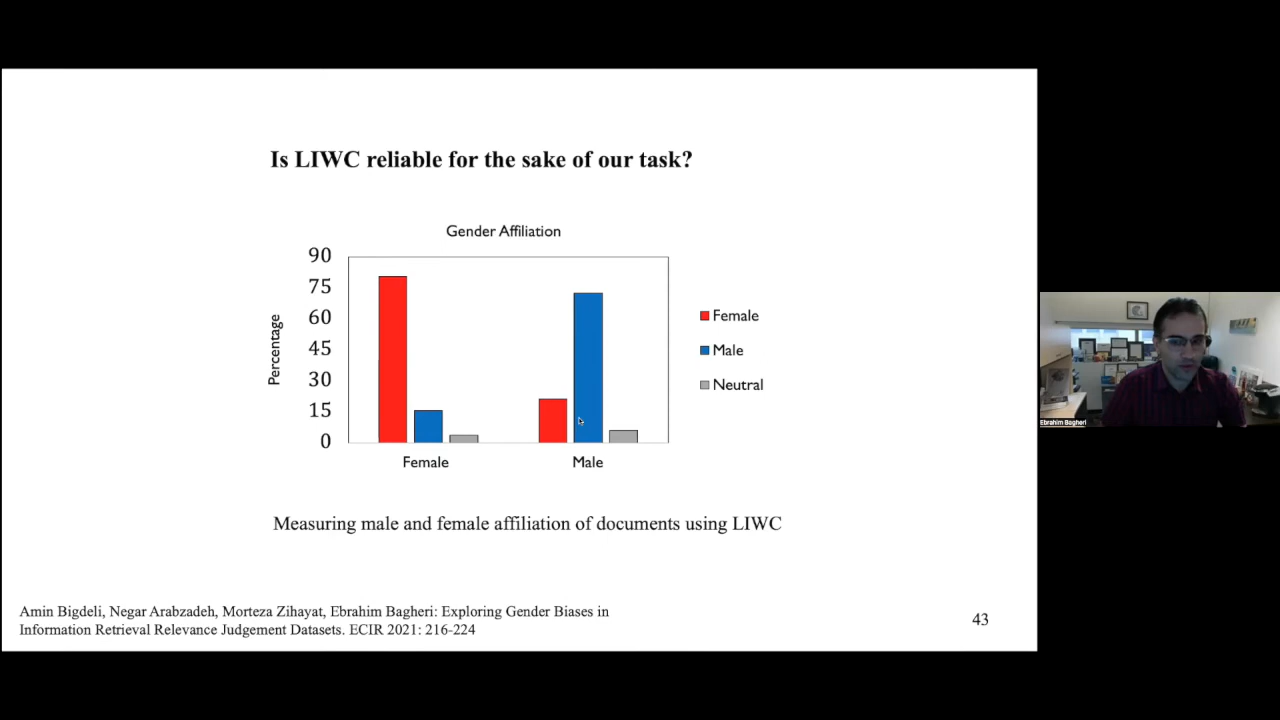 Is LIWC reliable for the sake of our task?
Gender Affiliation
90
75
60
45
30
15
0
Percentage
Female
Male
Female
Male
Neutral
Measuring male and female affiliation of documents using LIWC
Amin Bigdeli, Negar Arabzadeh, Morteza Zihayat, Ebrahim Bagheri: Exploring Gender Biases in
Information Retrieval Relevance Judgement Datasets. ECIR 2021: 216-224
43
Ebrahim Bagheri